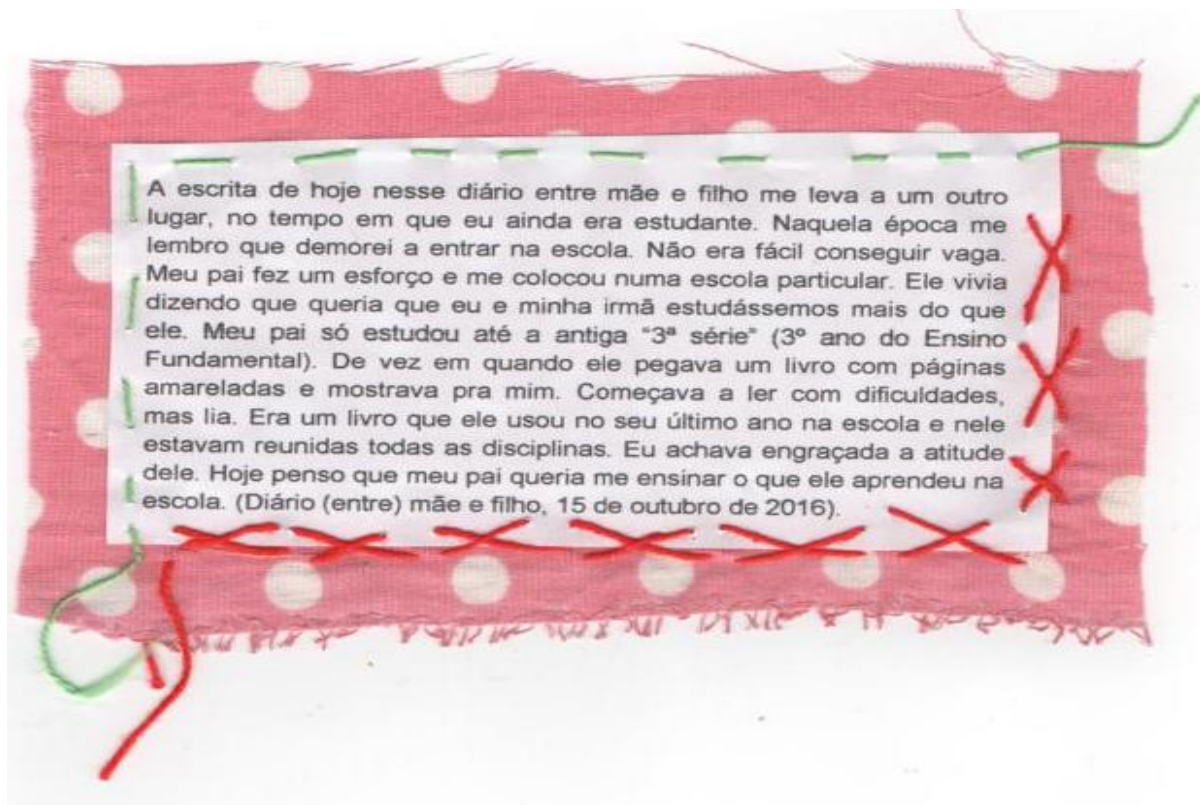 A escrita de hoje nesse diário entre mãe e filho me leva a um outro
lugar, no tempo em que eu ainda era estudante. Naquela época me
lembro que demorei a entrar na escola. Não era fácil conseguir vaga.
Meu pai fez um esforço e me colocou numa escola particular. Ele vivia
dizendo que queria que eu e minha irmã estudássemos mais do que
ele. Meu pai só estudou até a antiga “3ª série” (3º ano do Ensino
Fundamental). De vez em quando ele pegava um livro com páginas
amareladas e mostrava pra mim. Começava a ler com dificuldades,
mas lia. Era um livro que ele usou no seu último ano na escola e nele
estavam reunidas todas as disciplinas. Eu achava engraçada a atitude
dele. Hoje penso que meu pai queria me ensinar o que ele aprendeu na
escola. (Diário (entre) mãe e filho, 15 de outubro de 2016).